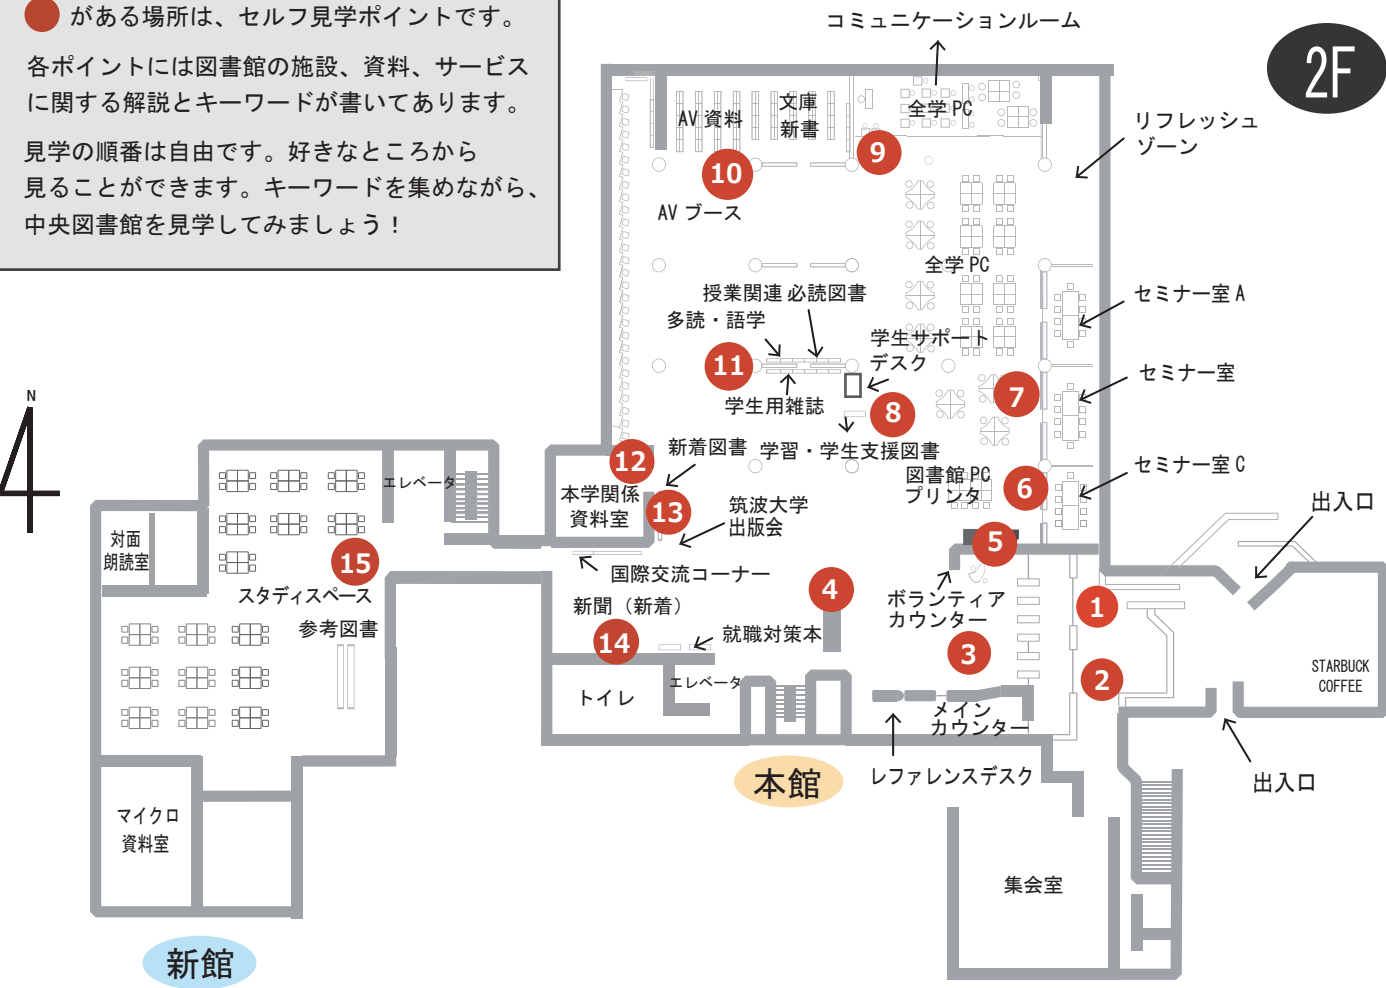 がある場所は、セルフ見学ポイントです。
各ポイントには図書館の施設、資料、サービス
に関する解説とキーワードが書いてあります。
見学の順番は自由です。好きなところから
見ることができます。キーワードを集めながら、
中央図書館を見学してみましょう！
2F
コミュニケーションルーム
リフレッシュ
ゾーン
AV 資料
文庫
新書
全学 PC
9
10
AV ブース
全学 PC
セミナー室 A
授業関連 必読図書
多読・語学
学生サポート
デスク
11
学生用雑誌
7
セミナー室
8
学習・学生支援図書
N
新着図書
12
エレベータ
本学関係
資料室
13
筑波大学
出版会
図書館 PC
プリンタ
6
セミナー室 C
出入口
対面
朗読室
15
スタディスペース
国際交流コーナー
5
新聞（新着）
4
ボランティア
カウンター
1
参考図書
14
就職対策本
3
2
STARBUCK
COFFEE
トイレ
エレベータ
メイン
カウンター
本館
レファレンスデスク
出入口
マイクロ
資料室
集会室
新館